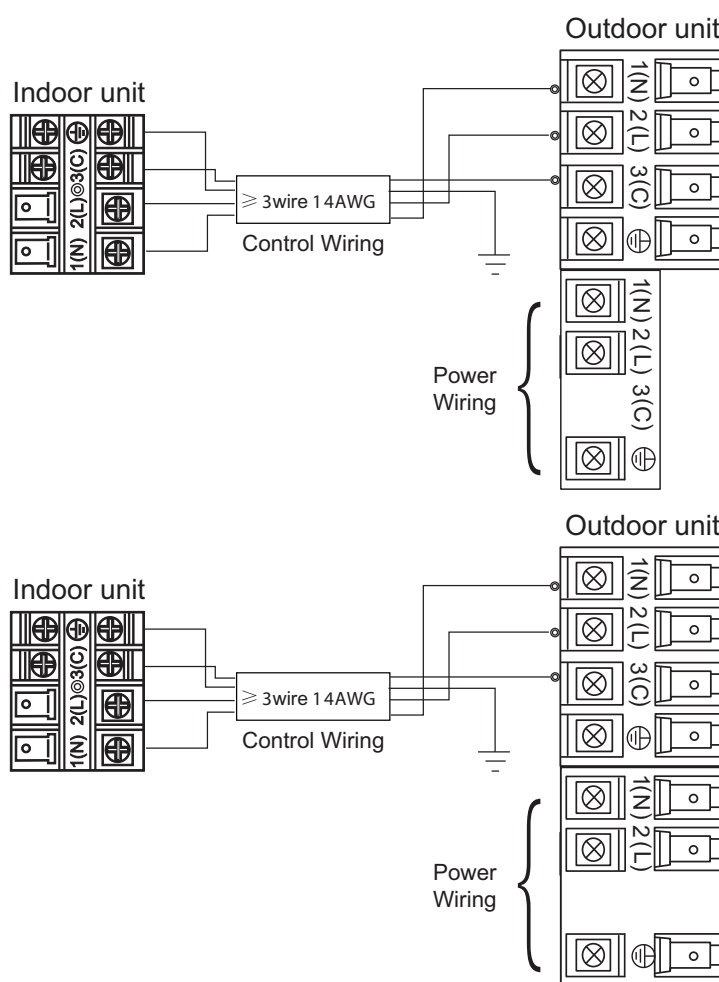 Outdoor unit
Indoor unit
1(N) 2(L) 3(C)
1(N) 2(L) 3(C)
≥ 3wire 14AWG
Control Wiring
Power
Wiring
1(N) 2(L) 3(C)
Outdoor unit
Indoor unit
1(N) 2(L) 3(C)
1(N) 2(L) 3(C)
≥ 3wire 14AWG
Control Wiring
Power
Wiring
1(N) 2(L)